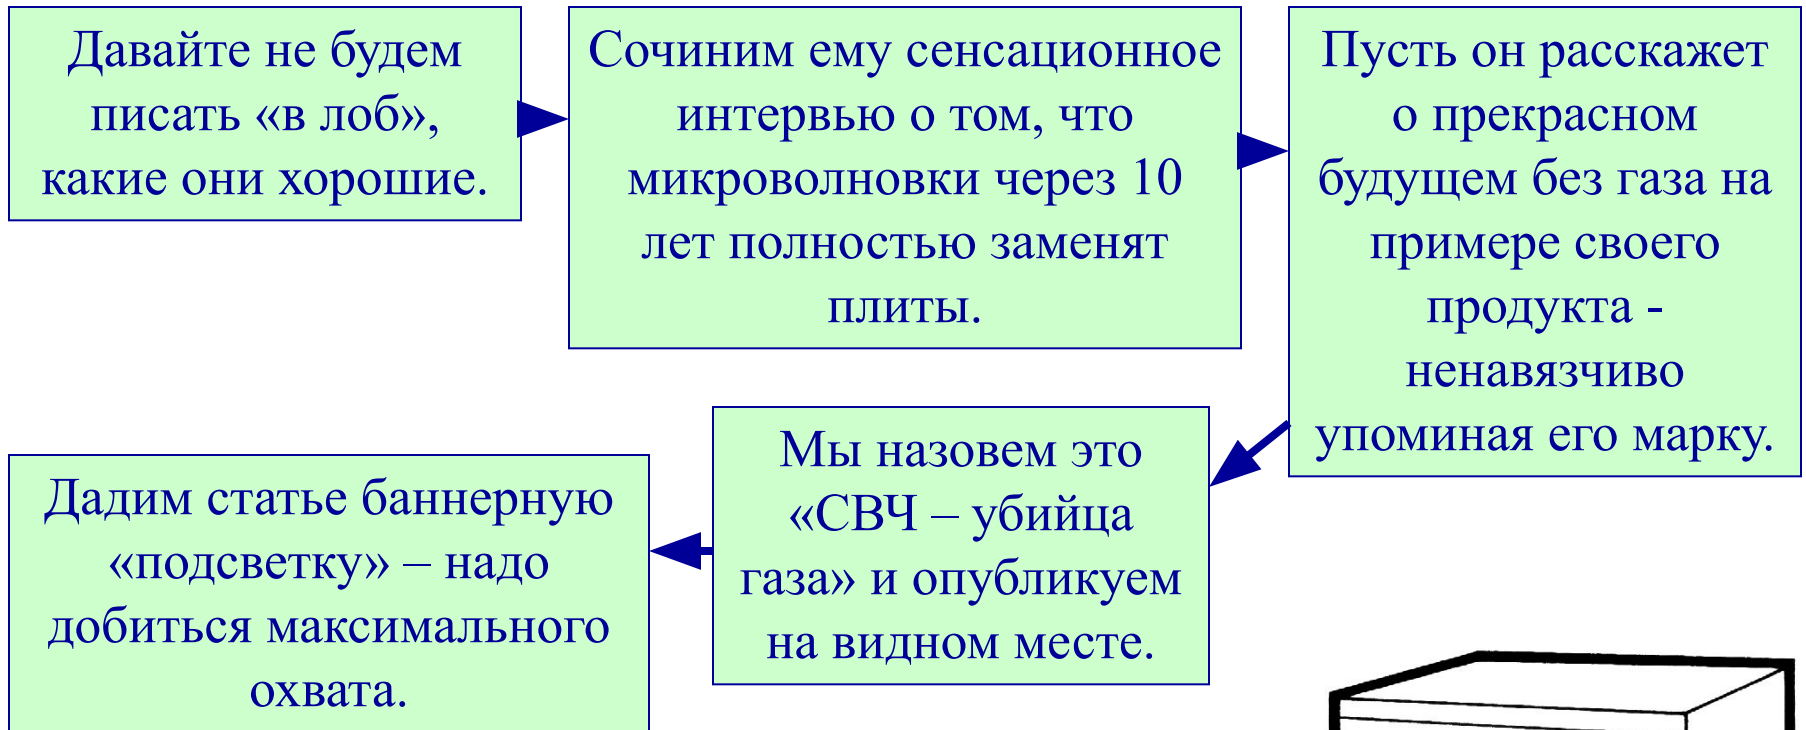 Давайте не будем
писать «в лоб»,
какие они хорошие.
Сочиним ему сенсационное
интервью о том, что
микроволновки через 10
лет полностью заменят
плиты.
Пусть он расскажет
о прекрасном
будущем без газа на
примере своего
продукта -
ненавязчиво
упоминая его марку.
Мы назовем это
«СВЧ – убийца
газа» и опубликуем
на видном месте.
Дадим статье баннерную
«подсветку» – надо
добиться максимального
охвата.